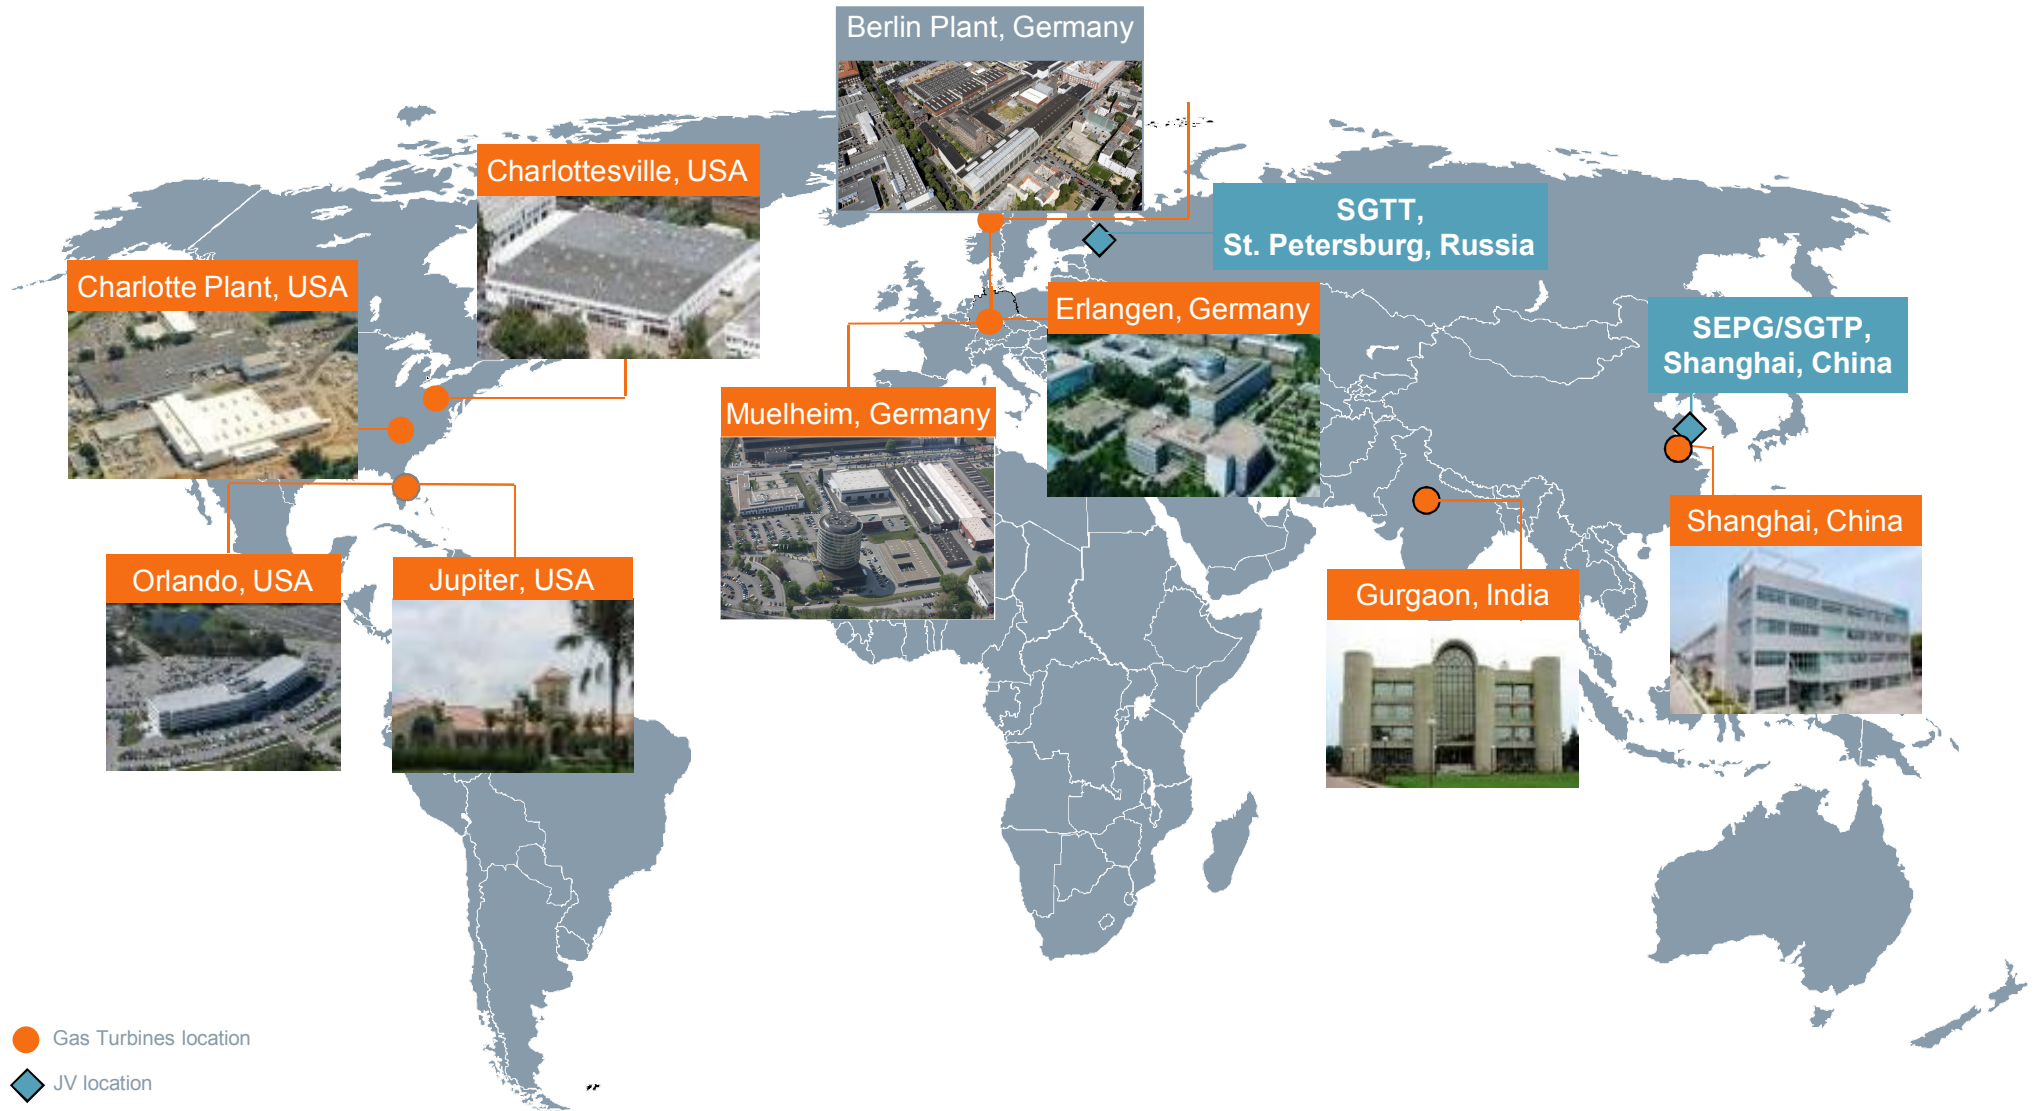 Berlin Plant, Germany
Charlottesville, USA
SGTT,
St. Petersburg, Russia
Charlotte Plant, USA
Erlangen, Germany
SEPG/SGTP,
Shanghai, China
Muelheim, Germany
Shanghai, China
Orlando, USA
Jupiter, USA
Gurgaon, India
Gas Turbines location
JV location